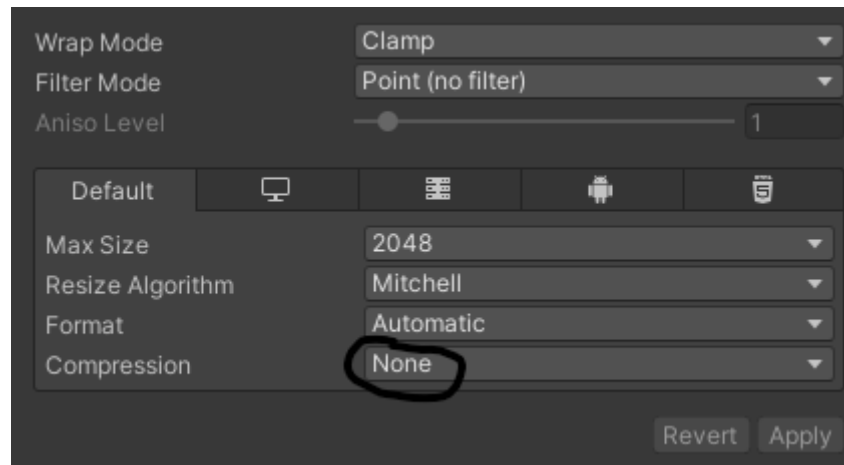 Wrap Mode Clamp
Filter Mode Point (no filter)
Aniso Level 1
Default 5
Max Size 2048
Resize Algorithm Mitchell
Format Automatic
Compression None
Revert Apply